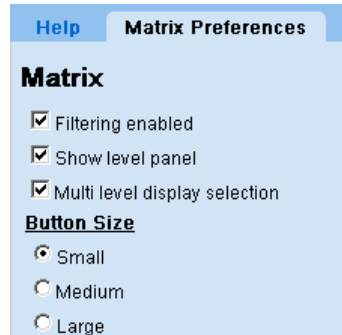 Help Matrix Preferences
Matrix
Filtering enabled
Show level panel
Multi level display selection
Button Size
Small
Medium
Large